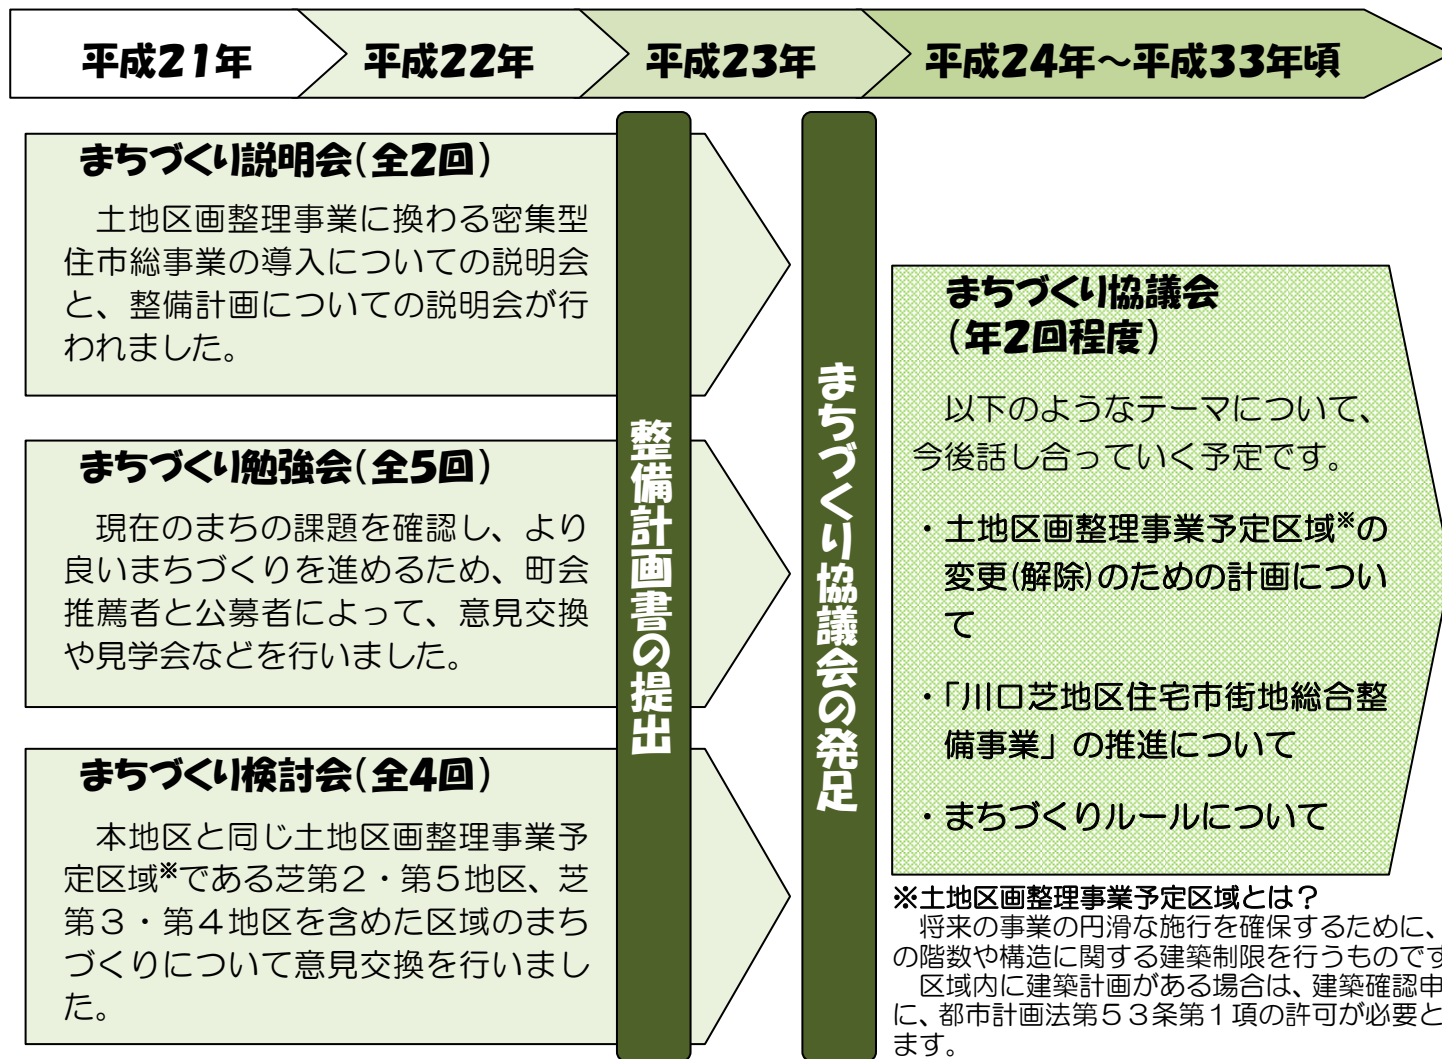 平成21年
平成22年
平成23年
平成24年～平成33年頃
まちづくり説明会(全2回)
土地区画整理事業に換わる密集型
住市総事業の導入についての説明会
と、整備計画についての説明会が行
われました。
まちづくり勉強会(全5回)
現在のまちの課題を確認し、より
良いまちづくりを進めるため、町会
推薦者と公募者によって、意見交換
や見学会などを行いました。
まちづくり検討会(全4回)
本地区と同じ土地区画整理事業予
定区域※である芝第２・第５地区、芝
第３・第４地区を含めた区域のまち
づくりについて意見交換を行いまし
た。
整備計画書の提出
まちづくり協議会の発足
まちづくり協議会
(年2回程度)
以下のようなテーマについて、
今後話し合っていく予定です。
・土地区画整理事業予定区域※の
変更(解除)のための計画につい
て
・「川口芝地区住宅市街地総合整
備事業」の推進について
・まちづくりルールについて
※土地区画整理事業予定区域とは？
将来の事業の円滑な施行を確保するために、
の階数や構造に関する建築制限を行うものです
区域内に建築計画がある場合は、建築確認申
に、都市計画法第５３条第１項の許可が必要と
ます。